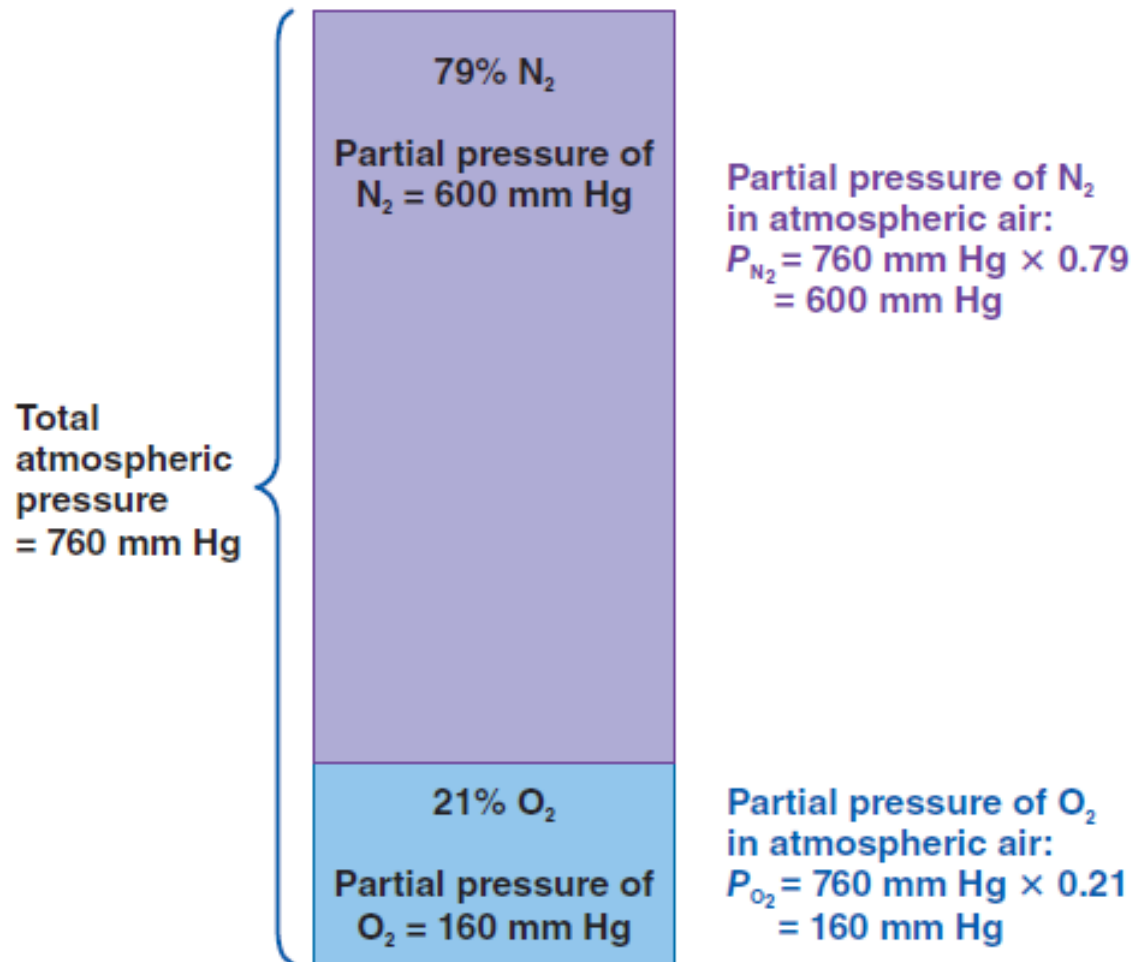 79% N₂
Partial pressure of
N₂ = 600 mm Hg
Partial pressure of N₂
in atmospheric air:
P_N₂ = 760 mm Hg × 0.79
= 600 mm Hg
Total
atmospheric
pressure
= 760 mm Hg
21% O₂
Partial pressure of
O₂ = 160 mm Hg
Partial pressure of O₂
in atmospheric air:
P_O₂ = 760 mm Hg × 0.21
= 160 mm Hg